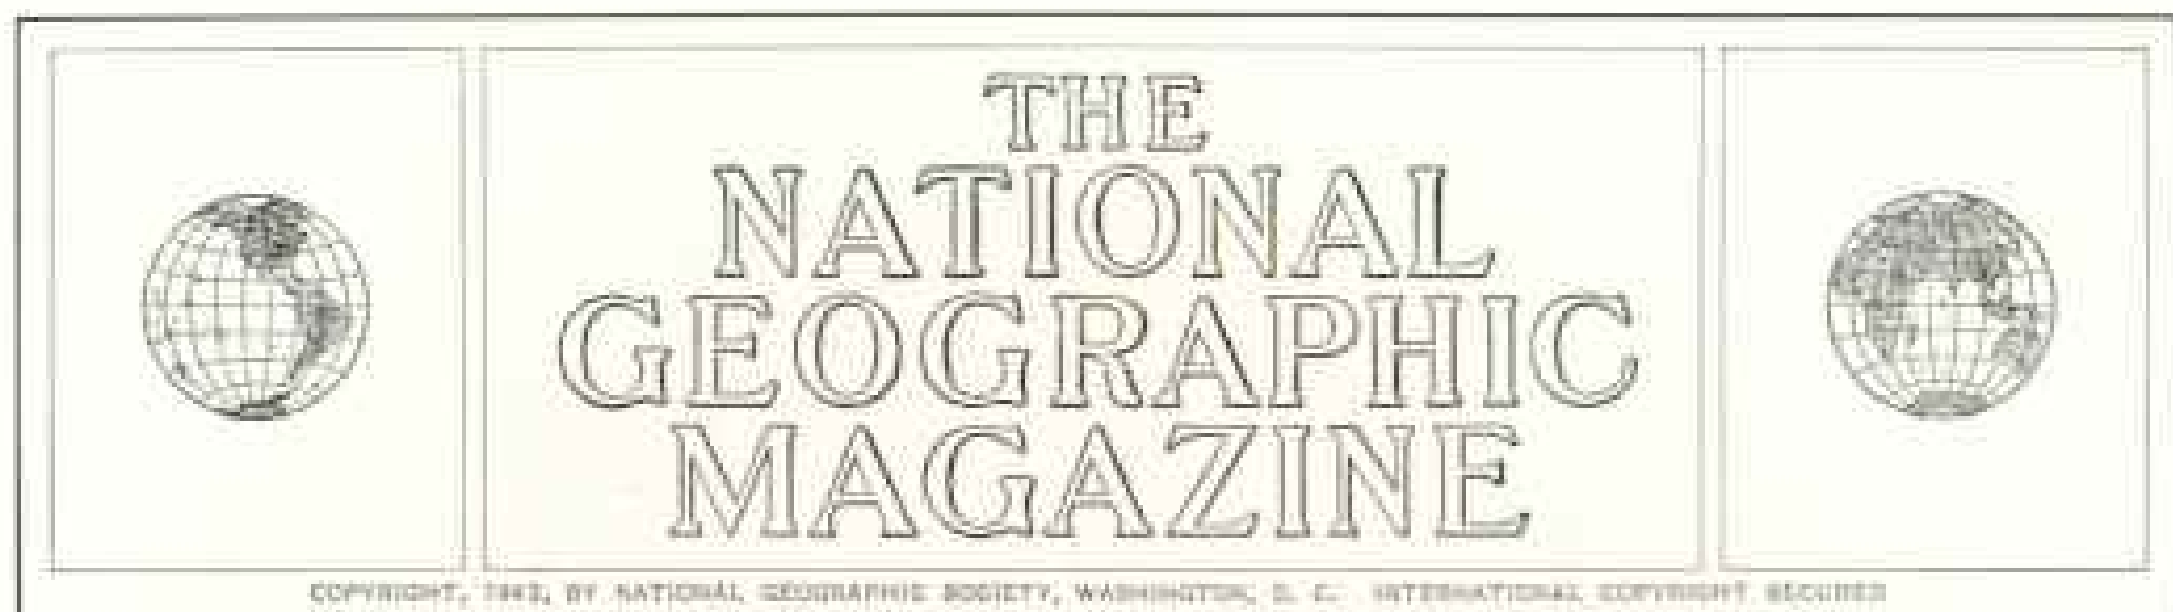 THE
NATIONAL
GEOGRAPHIC
MAGAZINE
COPYRIGHT, BY NATIONAL GEOGRAPHIC SOCIETY, WASHINGTON, D. C. INTERNATIONAL COPYRIGHT SECURED